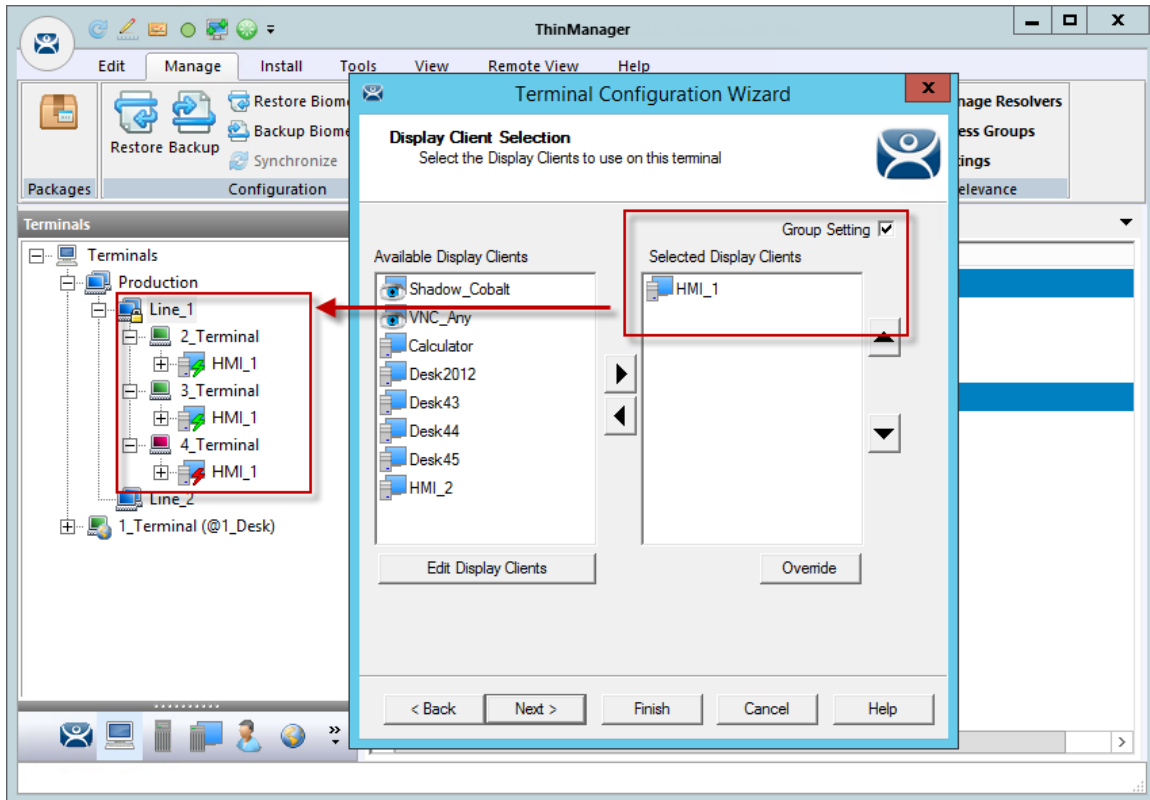 ThinManager
Edit Manage Install Tools View Remote View Help
Restore
Backup
Restore Biom
Backup Biome
Synchronize
Packages
Configuration
nage Resolvers
ess Groups
tings
elevance
Terminals
Terminals
Production
Line_1
2_Terminal
HMI_1
3_Terminal
HMI_1
4_Terminal
HMI_1
Line_2
1_Terminal (@1_Desk)
Terminal Configuration Wizard
x
Display Client Selection
Select the Display Clients to use on this terminal
Group Setting
Available Display Clients
Shadow_Cobalt
VNC_Any
Calculator
Desk2012
Desk43
Desk44
Desk45
HMI_2
Edit Display Clients
Selected Display Clients
HMI_1
Override
< Back
Next >
Finish
Cancel
Help